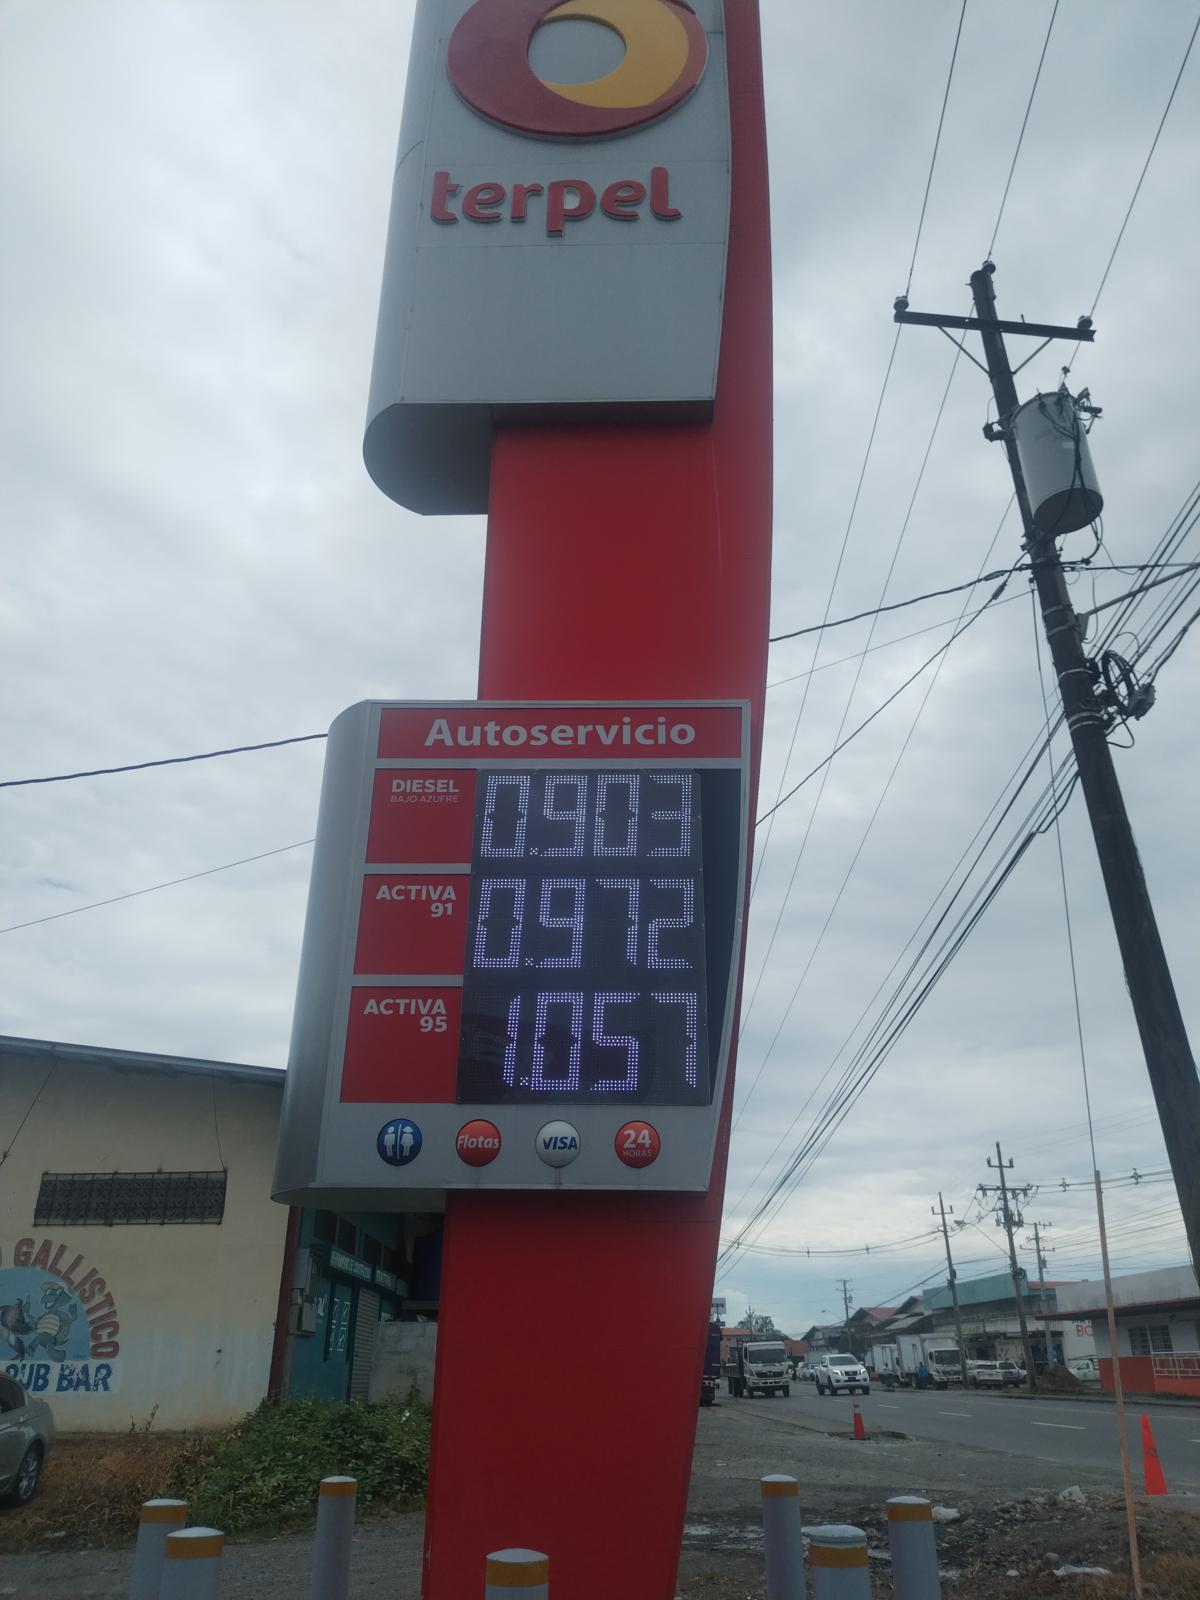 terpel
Autoservicio
DIESEL
BAJO AZUFRE
0.903
ACTIVA
91
0.972
ACTIVA
95
1.057
Flotas
VISA
24
HORAS
GALLISTICO
PUB BAR
BO